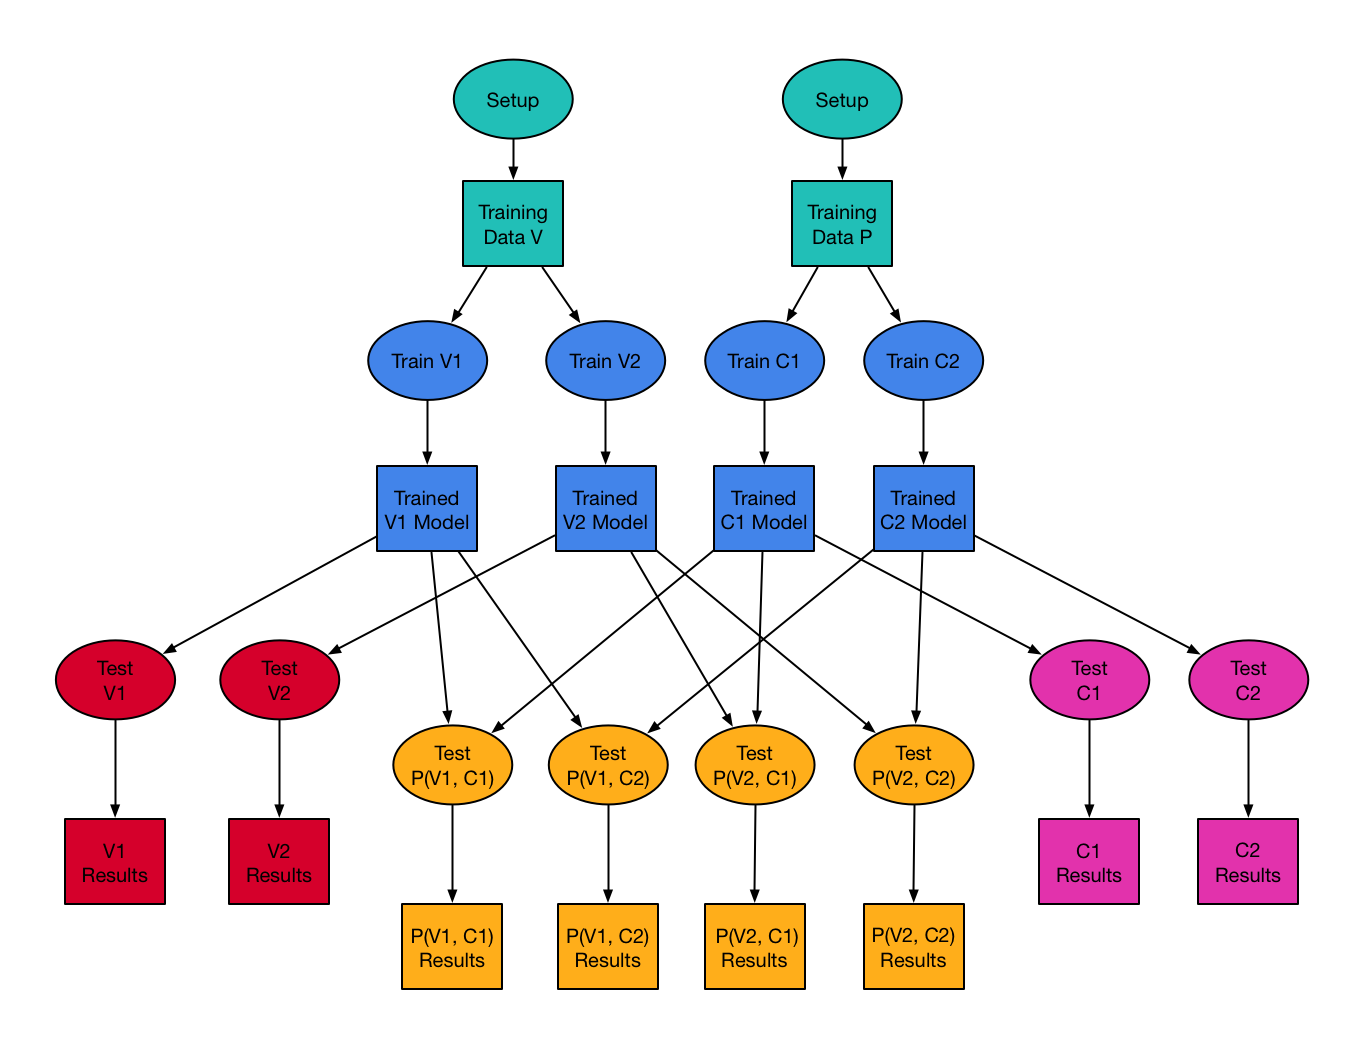 Setup
Setup
Training
Data V
Training
Data P
Train V1
Train V2
Train C1
Train C2
Trained
V1 Model
Trained
V2 Model
Trained
C1 Model
Trained
C2 Model
Test
V1
Test
V2
Test
C1
Test
C2
Test
P(V1, C1)
Test
P(V1, C2)
Test
P(V2, C1)
Test
P(V2, C2)
V1
Results
V2
Results
C1
Results
C2
Results
P(V1, C1)
Results
P(V1, C2)
Results
P(V2, C1)
Results
P(V2, C2)
Results